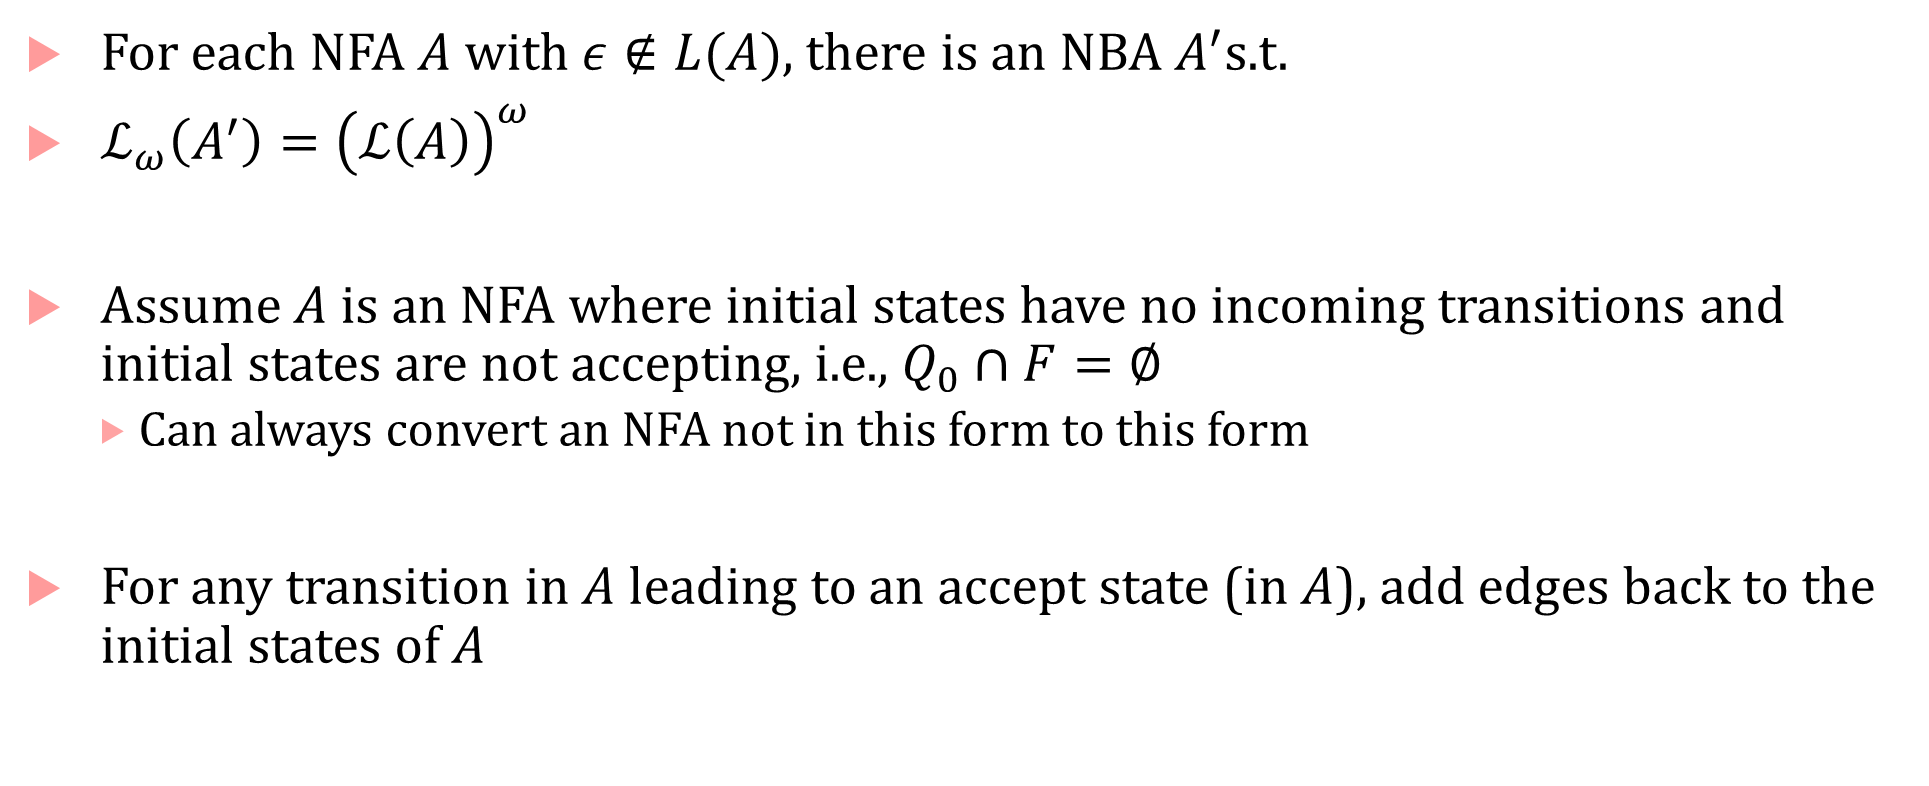 For each NFA A with ϵ ∉ L(A), there is an NBA A′s.t.
ℒω(A′) = (ℒ(A))^ω
Assume A is an NFA where initial states have no incoming transitions and
initial states are not accepting, i.e., Q₀ ∩ F = ∅
Can always convert an NFA not in this form to this form
For any transition in A leading to an accept state (in A), add edges back to the
initial states of A